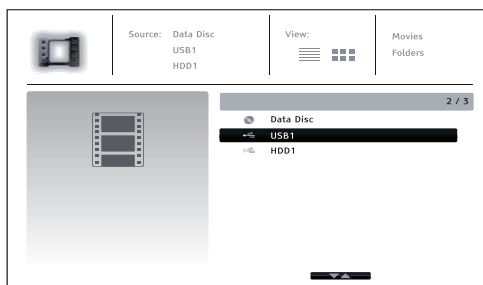 Source: Data Disc
USB1
HDD1
View:
Movies
Folders
2 / 3
Data Disc
USB1
HDD1